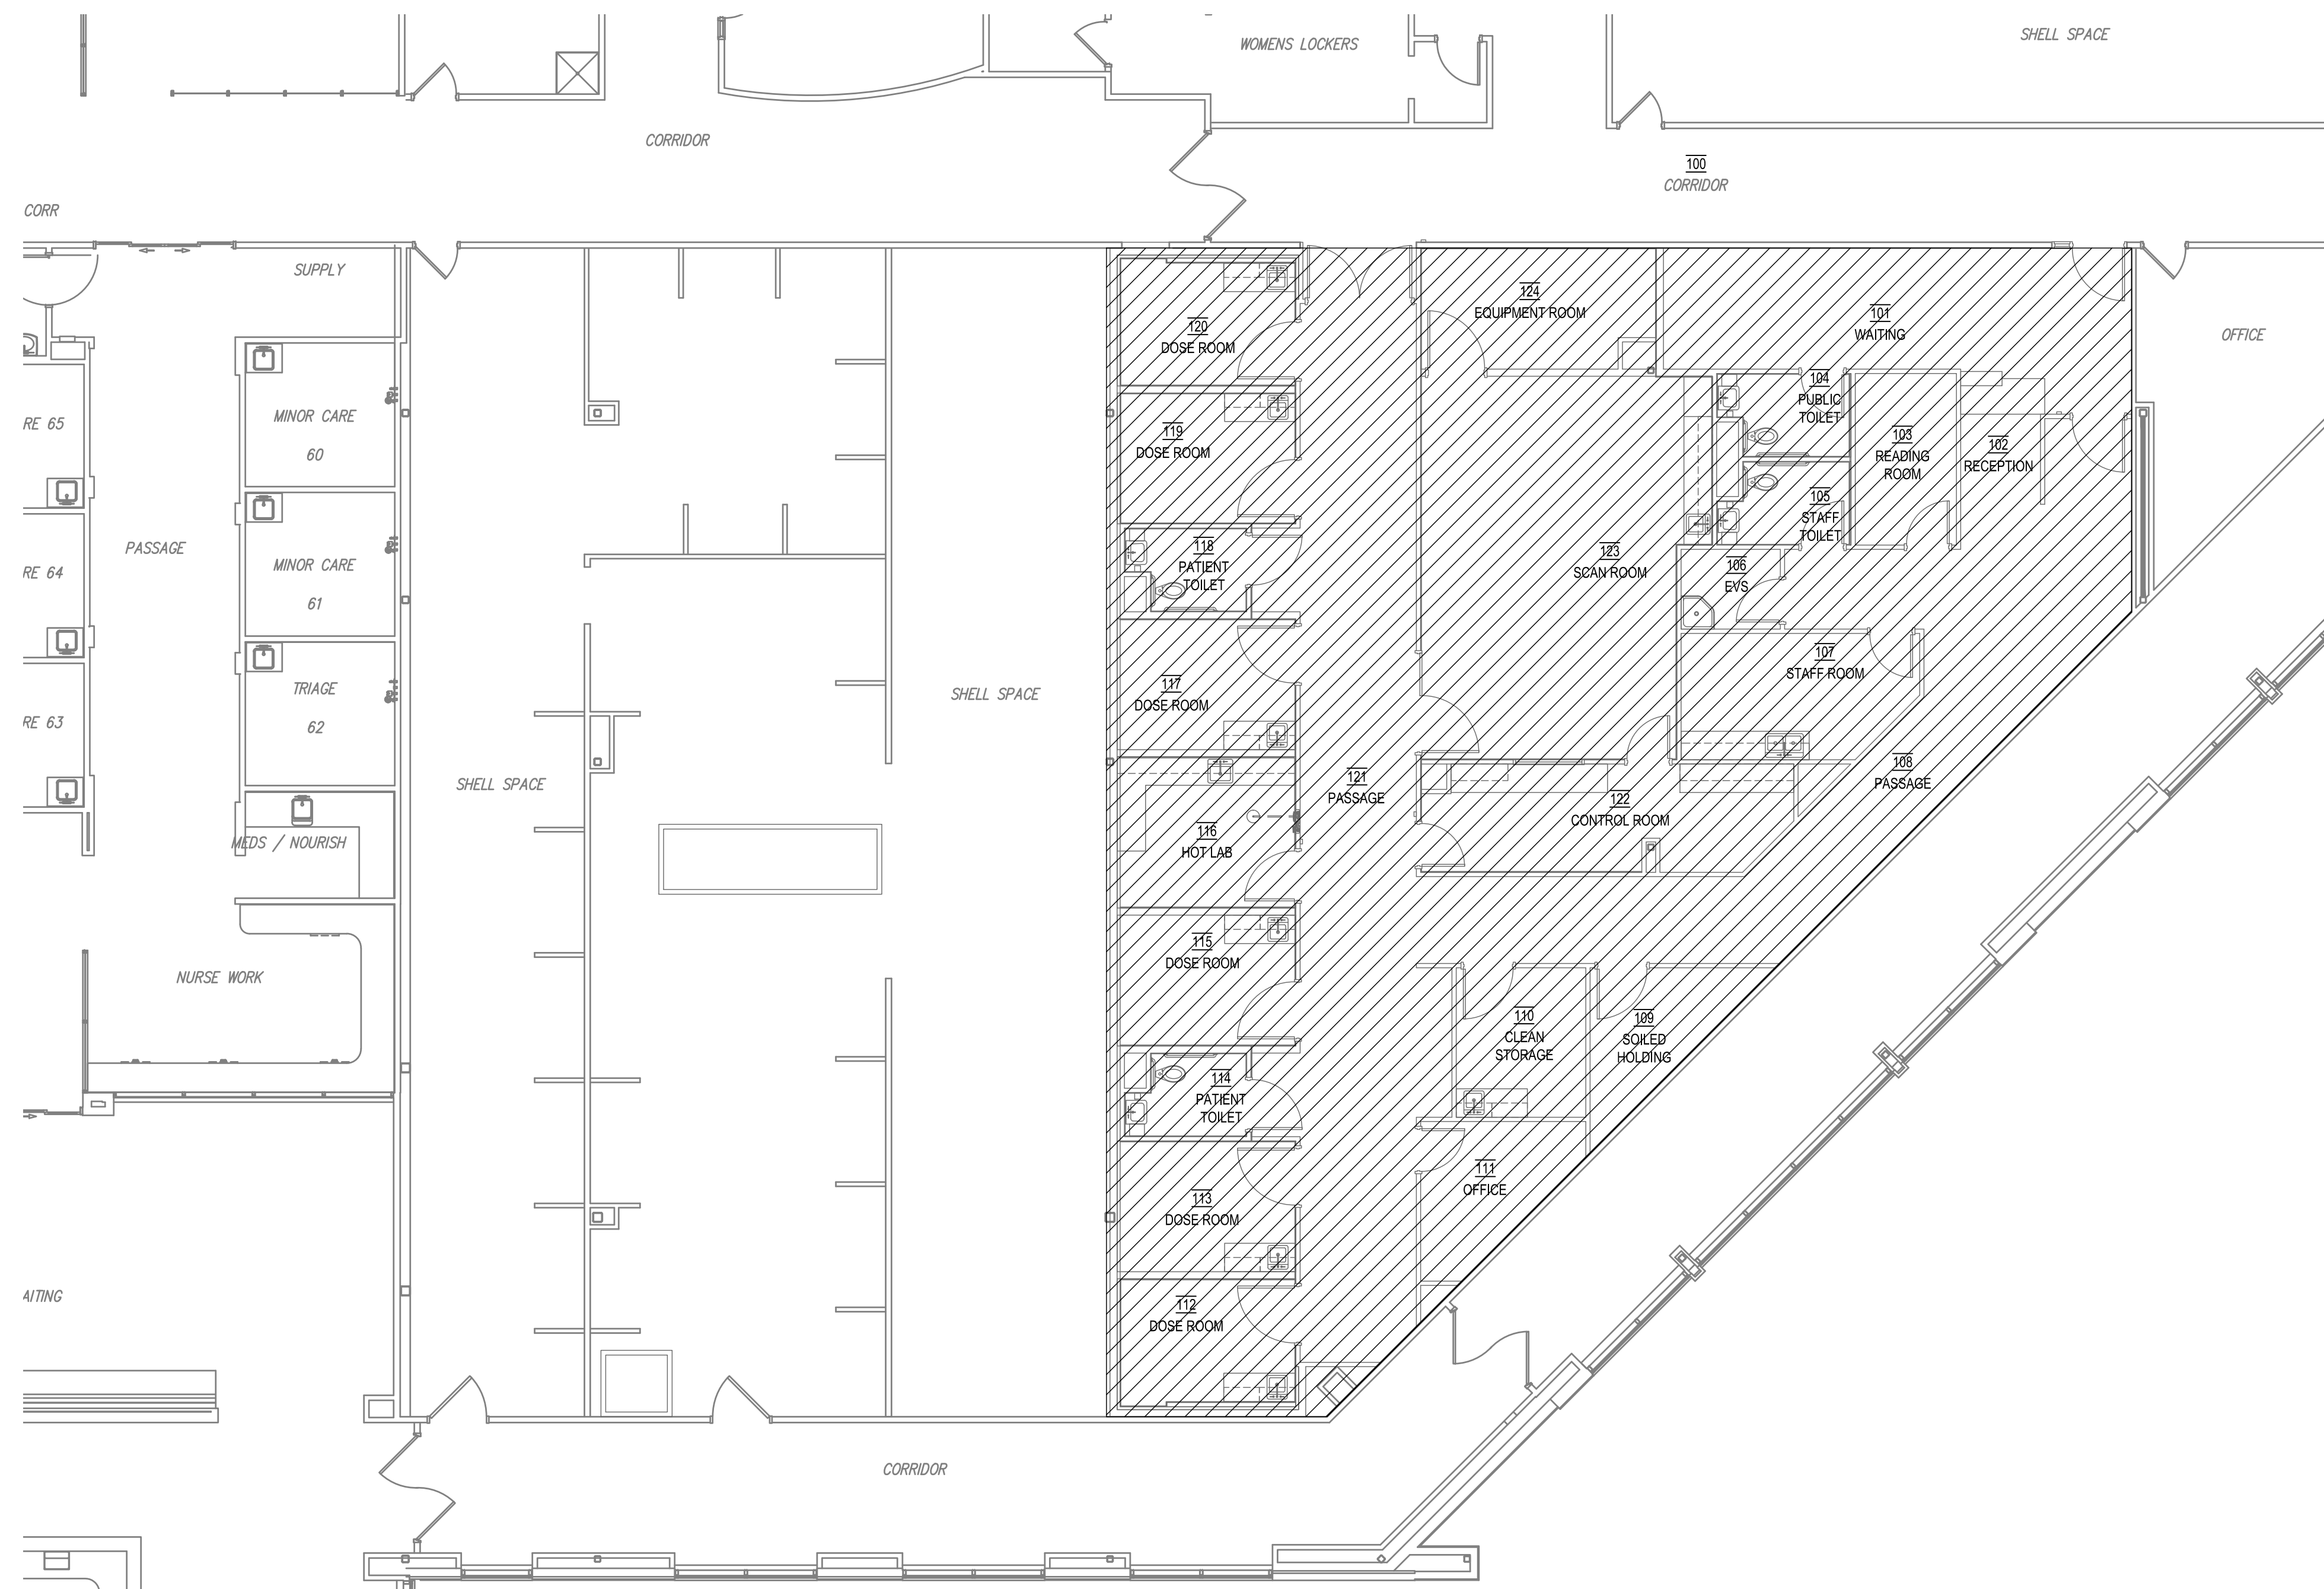 WOMENS LOCKERS
SHELL SPACE
CORRIDOR
100
CORRIDOR
CORR
SUPPLY
124
EQUIPMENT ROOM
101
WAITING
120
DOSE ROOM
OFFICE
104
PUBLIC
TOILET
MINOR CARE
60
RE 65
119
DOSE ROOM
103
READING
ROOM
102
RECEPTION
105
STAFF
TOILET
PASSAGE
118
PATIENT
TOILET
123
SCAN ROOM
106
EVS
RE 64
MINOR CARE
61
107
STAFF ROOM
TRIAGE
62
RE 63
117
DOSE ROOM
SHELL SPACE
SHELL SPACE
121
PASSAGE
108
PASSAGE
122
CONTROL ROOM
MEDS / NOURISH
116
HOT LAB
115
DOSE ROOM
NURSE WORK
110
CLEAN
STORAGE
109
SOILED
HOLDING
114
PATIENT
TOILET
111
OFFICE
113
DOSE ROOM
AITING
112
DOSE ROOM
CORRIDOR